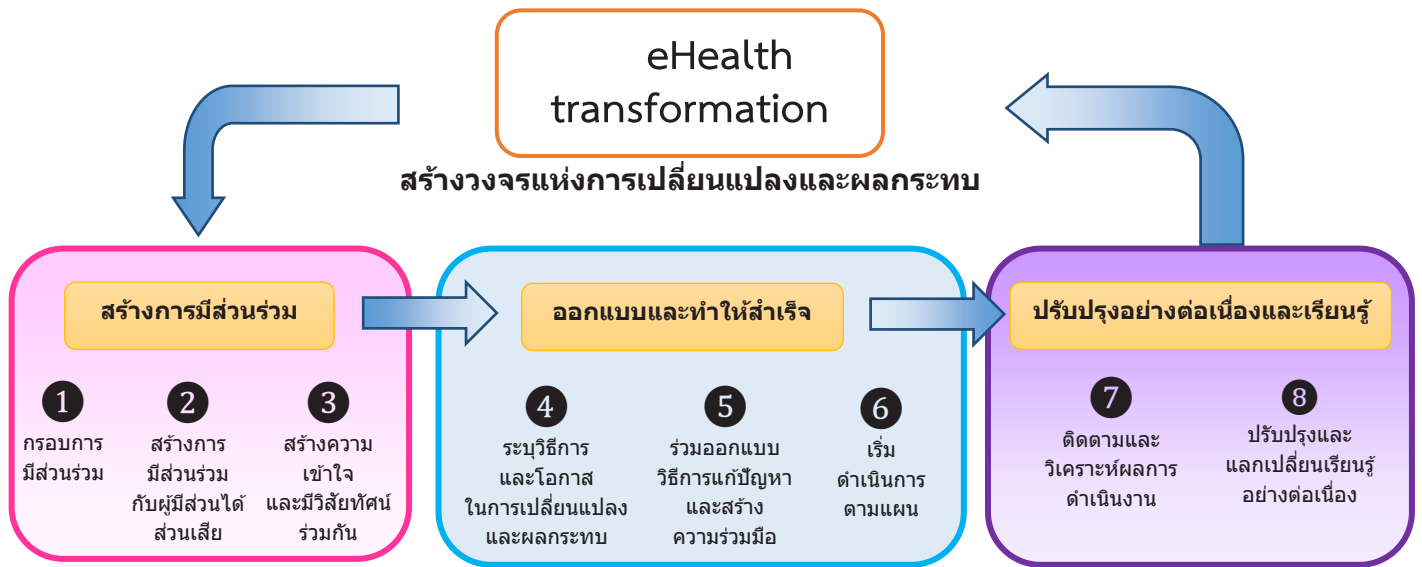 eHealth
transformation
สร้างวงจรแห่งการเปลี่ยนแปลงและผลกระทบ
สร้างการมีส่วนร่วม
1
กรอบการ
มีส่วนร่วม
2
สร้างการ
มีส่วนร่วม
กับผู้มีส่วนได้
ส่วนเสีย
3
สร้างความ
เข้าใจ
และมีวิสัยทัศน์
ร่วมกัน
ออกแบบและทำให้สำเร็จ
4
ระบุวิธีการ
และโอกาส
ในการเปลี่ยนแปลง
และผลกระทบ
5
ร่วมออกแบบ
วิธีการแก้ปัญหา
และสร้าง
ความร่วมมือ
6
เริ่ม
ดำเนินการ
ตามแผน
ปรับปรุงอย่างต่อเนื่องและเรียนรู้
7
ติดตามและ
วิเคราะห์ผลการ
ดำเนินงาน
8
ปรับปรุงและ
แลกเปลี่ยนเรียนรู้
อย่างต่อเนื่อง